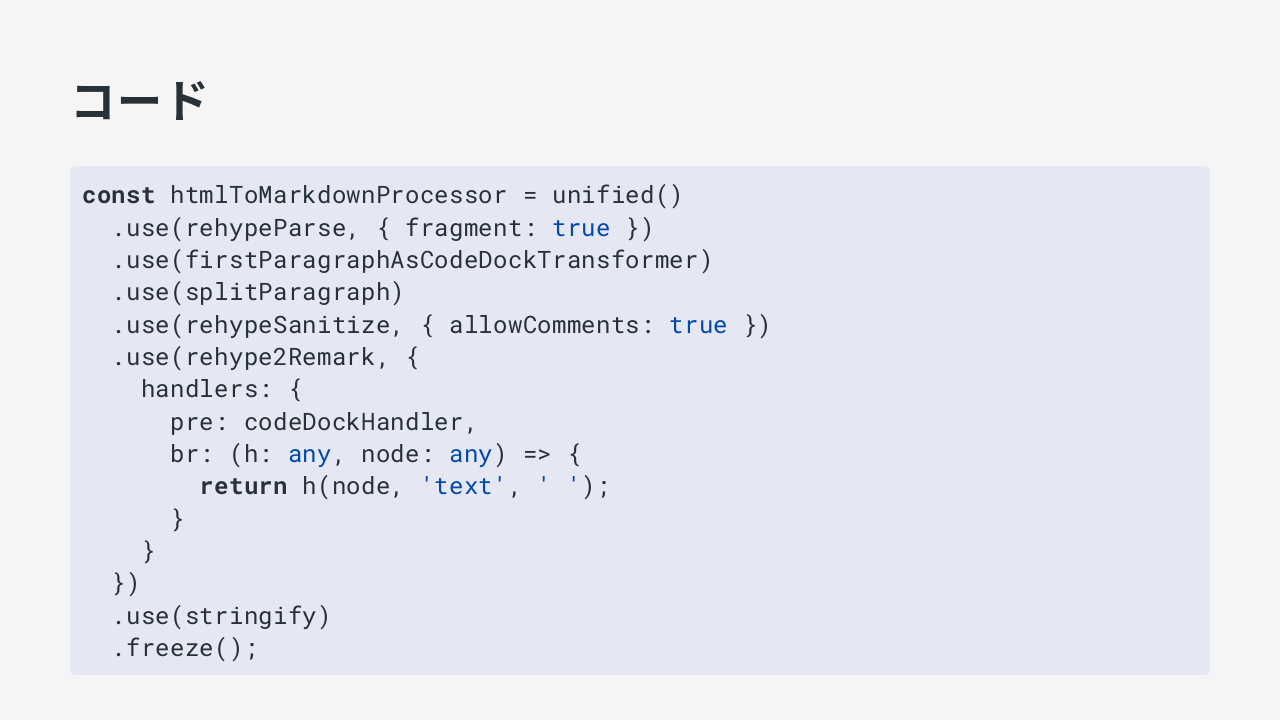 コード
const htmlToMarkdownProcessor = unified()
  .use(rehypeParse, { fragment: true })
  .use(firstParagraphAsCodeDockTransformer)
  .use(splitParagraph)
  .use(rehypeSanitize, { allowComments: true })
  .use(rehype2Remark, {
    handlers: {
      pre: codeDockHandler,
      br: (h: any, node: any) => {
        return h(node, 'text', ' ');
      }
    }
  })
  .use(stringify)
  .freeze();